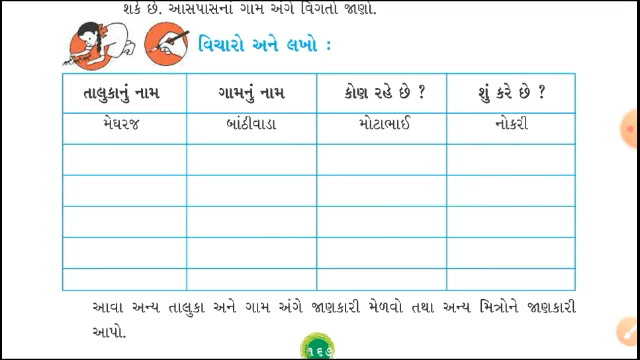 શકે છે. આસપાસનાં ગામ અંગે વિગતો જાણો.
વિચારો અને લખો :
તાલુકાનું નામ ગામનું નામ કોણ રહે છે ? શું કરે છે ?
મેઘરજ બાંઠીવાડા મોટાભાઈ નોકરી
આવા અન્ય તાલુકા અને ગામ અંગે જાણકારી મેળવો તથા અન્ય મિત્રોને જાણકારી
આપો.